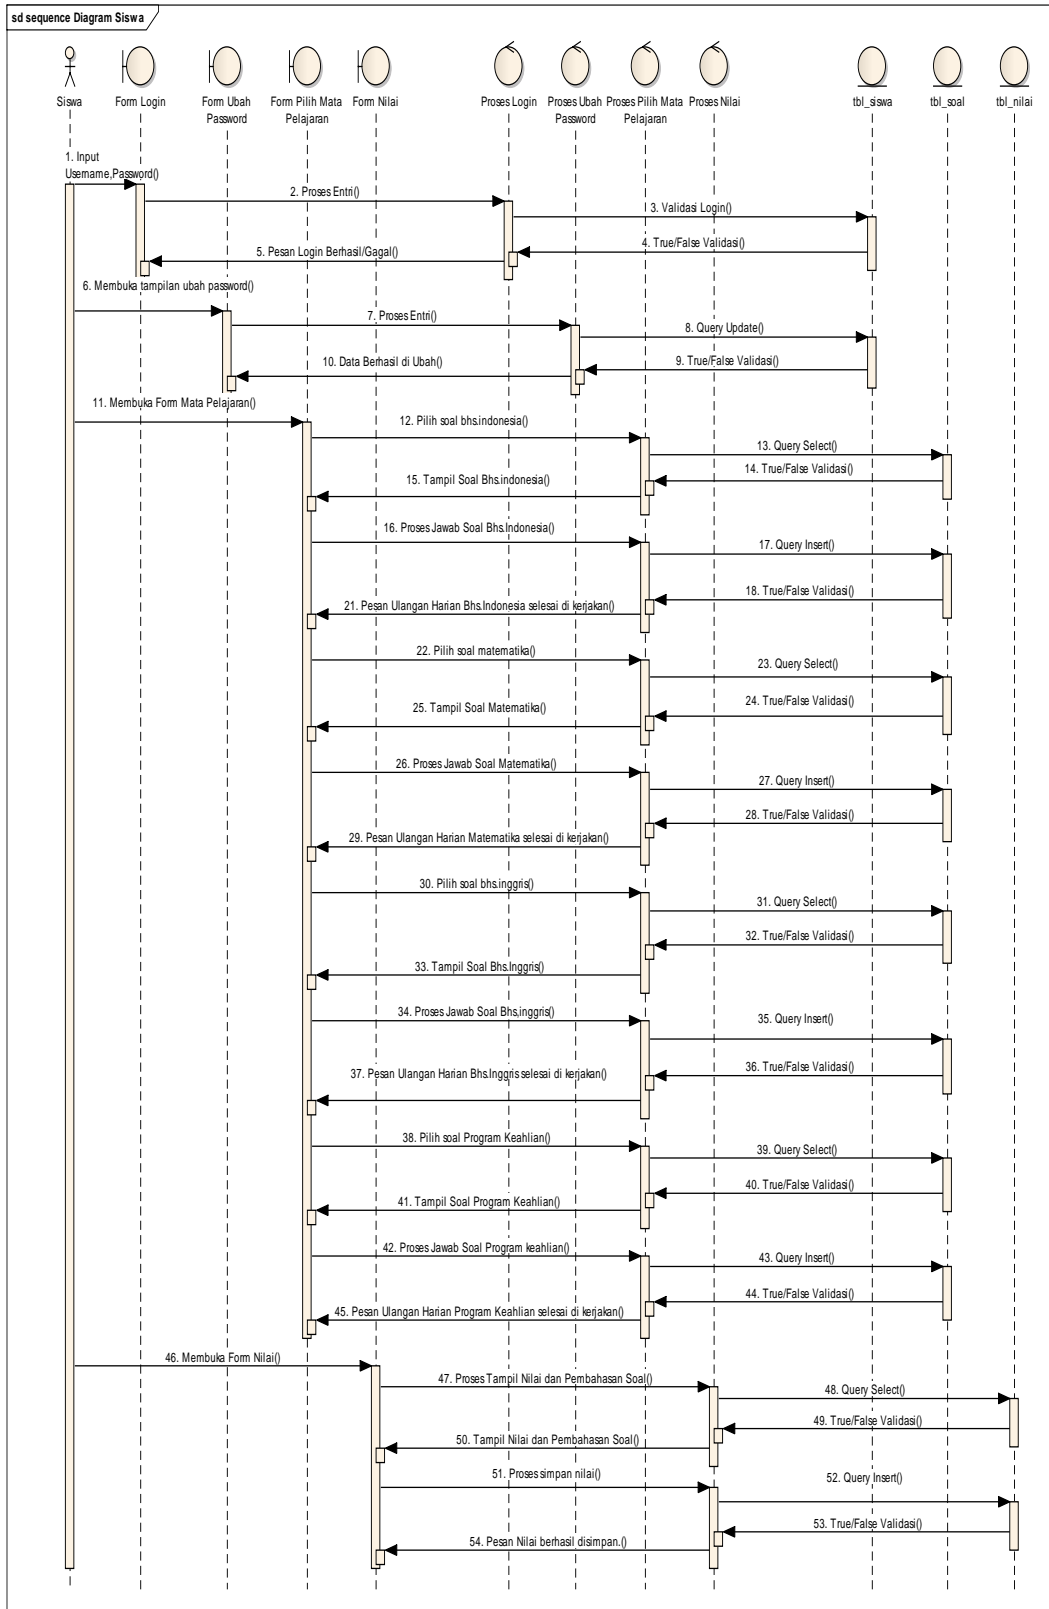 sd sequence Diagram Siswa
Siswa
Form Login
Form Ubah
Password
Form Pilih Mata
Pelajaran
Form Nilai
Proses Login
Proses Ubah
Password
Proses Pilih Mata
Pelajaran
Proses Nilai
tbl_siswa
tbl_soal
tbl_nilai
1. Input
Username,Password()
2. Proses Entri()
3. Validasi Login()
4. True/False Validasi()
5. Pesan Login Berhasil/Gagal()
6. Membuka tampilan ubah password()
7. Proses Entri()
8. Query Update()
9. True/False Validasi()
10. Data Berhasil di Ubah()
11. Membuka Form Mata Pelajaran()
12. Pilih soal bhs.indonesia()
13. Query Select()
14. True/False Validasi()
15. Tampil Soal Bhs.indonesia()
16. Proses Jawab Soal Bhs.Indonesia()
17. Query Insert()
18. True/False Validasi()
21. Pesan Ulangan Harian Bhs.Indonesia selesai di kerjakan()
22. Pilih soal matematika()
23. Query Select()
24. True/False Validasi()
25. Tampil Soal Matematika()
26. Proses Jawab Soal Matematika()
27. Query Insert()
28. True/False Validasi()
29. Pesan Ulangan Harian Matematika selesai di kerjakan()
30. Pilih soal bhs.inggris()
31. Query Select()
32. True/False Validasi()
33. Tampil Soal Bhs.Inggris()
34. Proses Jawab Soal Bhs,inggris()
35. Query Insert()
36. True/False Validasi()
37. Pesan Ulangan Harian Bhs.Inggris selesai di kerjakan()
38. Pilih soal Program Keahlian()
39. Query Select()
40. True/False Validasi()
41. Tampil Soal Program Keahlian()
42. Proses Jawab Soal Program keahlian()
43. Query Insert()
44. True/False Validasi()
45. Pesan Ulangan Harian Program Keahlian selesai di kerjakan()
46. Membuka Form Nilai()
47. Proses Tampil Nilai dan Pembahasan Soal()
48. Query Select()
49. True/False Validasi()
50. Tampil Nilai dan Pembahasan Soal()
51. Proses simpan nilai()
52. Query Insert()
53. True/False Validasi()
54. Pesan Nilai berhasil disimpan.()